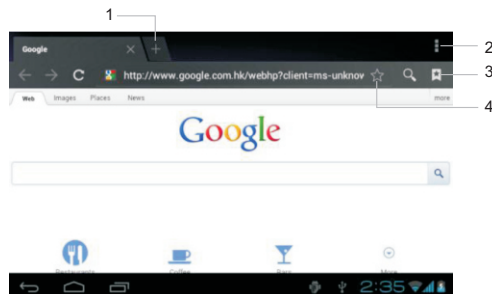 1
Google
2
http://www.google.com.hk/webhp?client=ms-unknov
3
Web Images Places News more
4
Google
Restaurants Coffee Bars More
2:35